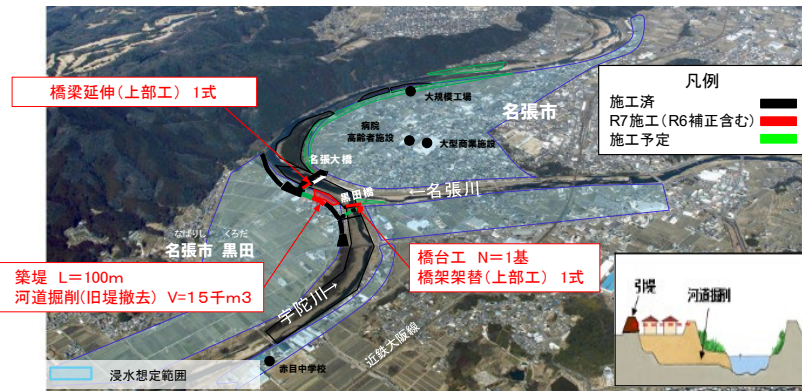 橋梁延伸(上部工) 1式
凡例
施工済
R7施工(R6補正含む)
施工予定
大規模工場
名張市
病院
高齢者施設
大型商業施設
名張大橋
黒田橋
←名張川
なばりし くろだ
名張市 黒田
築堤 L=100m
河道掘削(旧堤撤去) V=15千m3
橋台工 N=1基
橋架架替(上部工) 1式
宇陀川→
近鉄大阪線
赤目中学校
浸水想定範囲
引堤
河道掘削